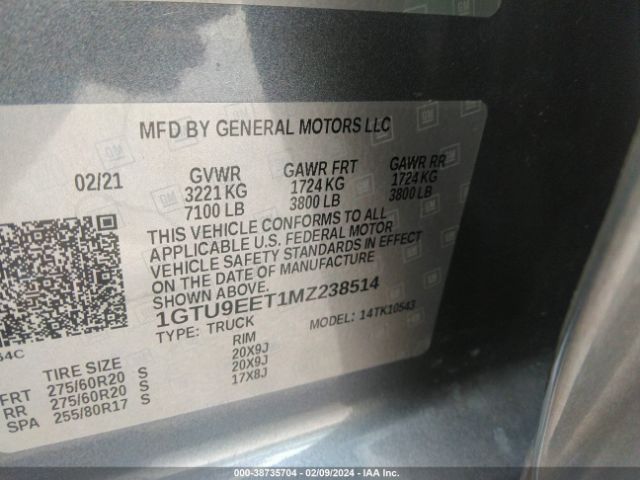 MFD BY GENERAL MOTORS LLC
02/21 GVWR GAWR FRT GAWR RR
3221 KG 1724 KG 1724 KG
7100 LB 3800 LB 3800 LB
THIS VEHICLE CONFORMS TO ALL
APPLICABLE U.S. FEDERAL MOTOR
VEHICLE SAFETY STANDARDS IN EFFECT
ON THE DATE OF MANUFACTURE
SHOWN ABOVE.
1GTU9EET1MZ238514
TYPE: TRUCK MODEL: 14TK10543
64C
TIRE SIZE RIM
FRT 275/60R20 S 20X9J
RR 275/60R20 S 20X9J
SPA 255/80R17 S 17X8J
000-38735704 - 02/09/2024 - IAA Inc.